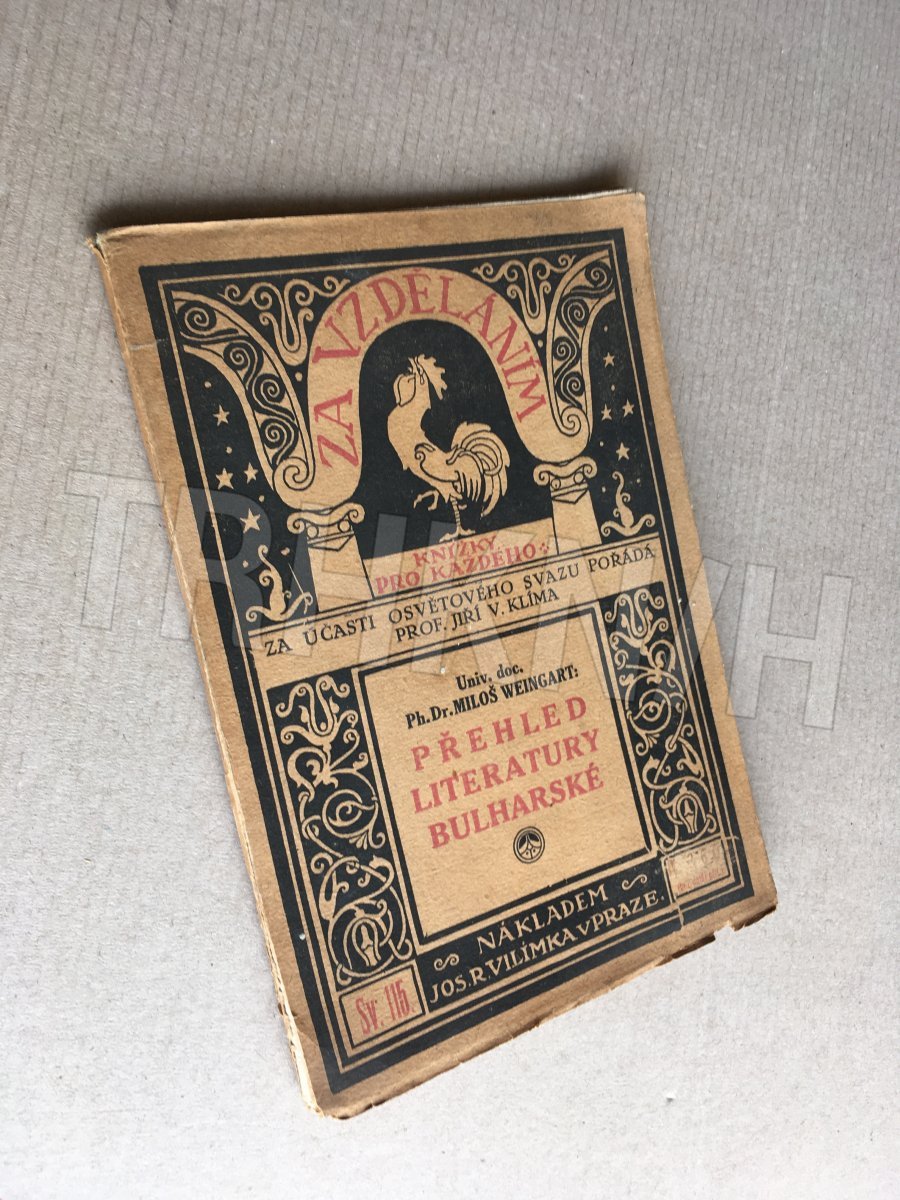 ZA VZDĚLÁNÍM
KNÍŽKY
PRO KAŽDÉHO
ZA ÚČASTI OSVĚTOVÉHO SVAZU POŘÁDÁ
PROF. JIŘÍ V. KLÍMA
Univ. doc.
Ph. Dr. MILOŠ WEINGART:
PŘEHLED
LITERATURY
BULHARSKÉ
NÁKLADEM
JOS. R. VILÍMKA V PRAZE.
Sv. 115.
TRHKNIH